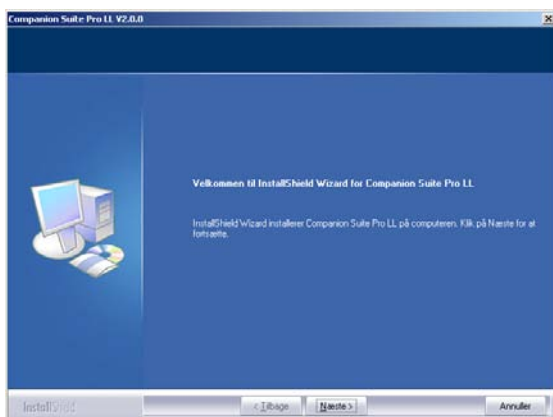 Companion Suite Pro LL V2.0.0
Velkommen til InstallShield Wizard for Companion Suite Pro LL
InstallShield Wizard installerer Companion Suite Pro LL på computeren. Klik på Næste for at
fortsætte.
InstallShield
< Tilbage
Næste >
Annuller